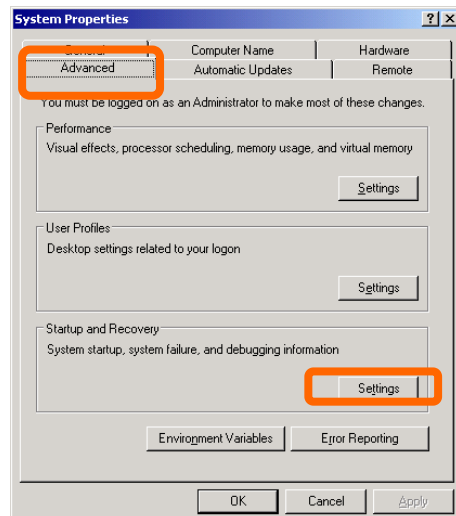 System Properties
General Computer Name Hardware
Advanced Automatic Updates Remote
You must be logged on as an Administrator to make most of these changes.
Performance
Visual effects, processor scheduling, memory usage, and virtual memory
Settings
User Profiles
Desktop settings related to your logon
Settings
Startup and Recovery
System startup, system failure, and debugging information
Settings
Environment Variables Error Reporting
OK Cancel Apply